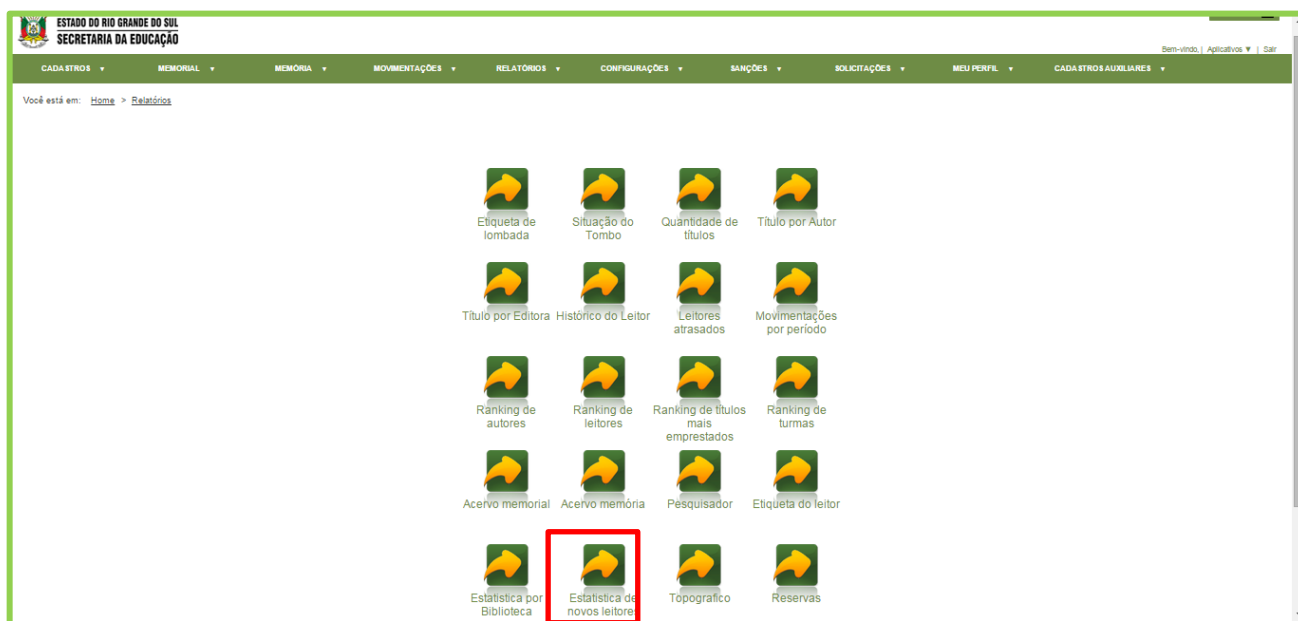 ESTADO DO RIO GRANDE DO SUL
SECRETARIA DA EDUCAÇÃO
Bem-vindo, | Aplicativos ▼ | Sair
CADASTROS ▼ MEMORIAL ▼ MEMÓRIA ▼ MOVIMENTAÇÕES ▼ RELATÓRIOS ▼ CONFIGURAÇÕES ▼ SANÇÕES ▼ SOLICITAÇÕES ▼ MEU PERFIL ▼ CADASTROS AUXILIARES ▼
Você está em: Home > Relatórios
Etiqueta de lombada
Situação do Tombo
Quantidade de títulos
Título por Autor
Título por Editora
Histórico do Leitor
Leitores atrasados
Movimentações por período
Ranking de autores
Ranking de leitores
Ranking de títulos mais emprestados
Ranking de turmas
Acervo memorial
Acervo memória
Pesquisador
Etiqueta do leitor
Estatistica por Biblioteca
Estatistica de novos leitores
Topografico
Reservas